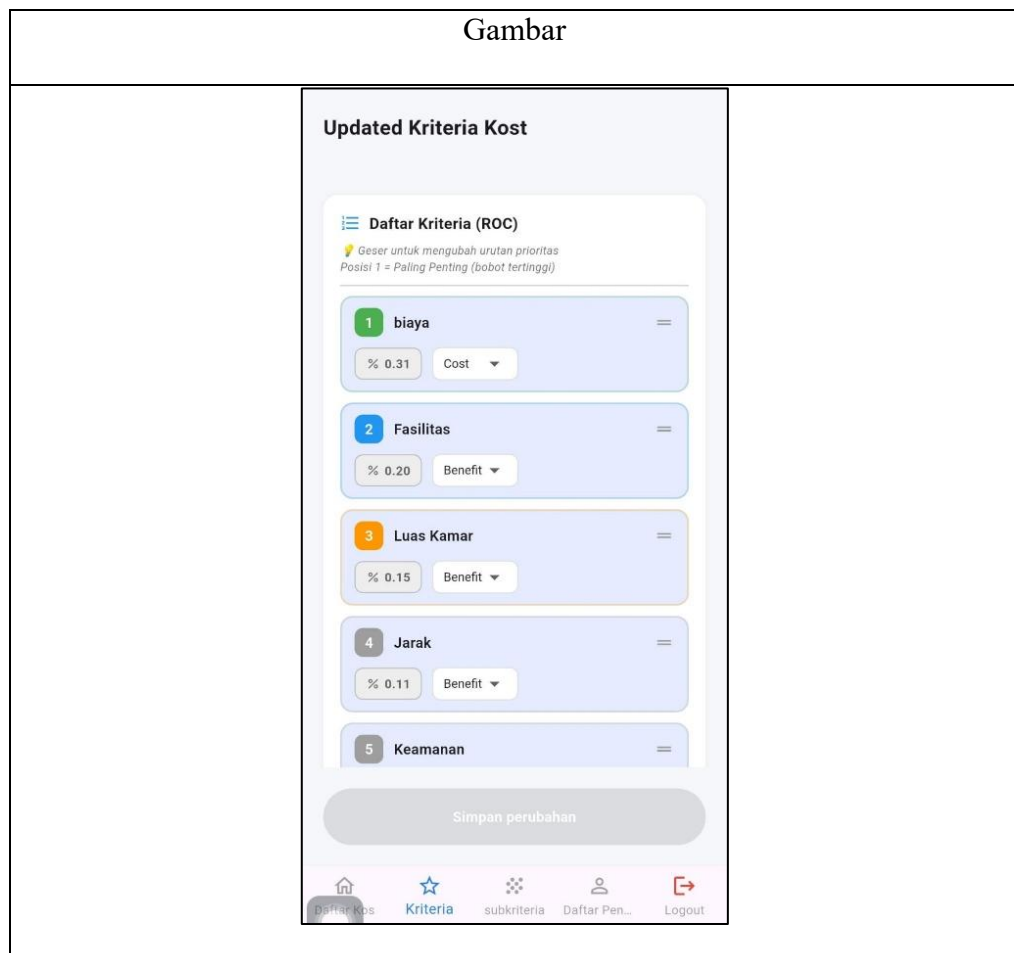 Gambar
Updated Kriteria Kost
Daftar Kriteria (ROC)
Geser untuk mengubah urutan prioritas
Posisi 1 = Paling Penting (bobot tertinggi)
1 biaya
% 0.31 Cost
2 Fasilitas
% 0.20 Benefit
3 Luas Kamar
% 0.15 Benefit
4 Jarak
% 0.11 Benefit
5 Keamanan
Simpan perubahan
Daftar Kos Kriteria subkriteria Daftar Pen... Logout